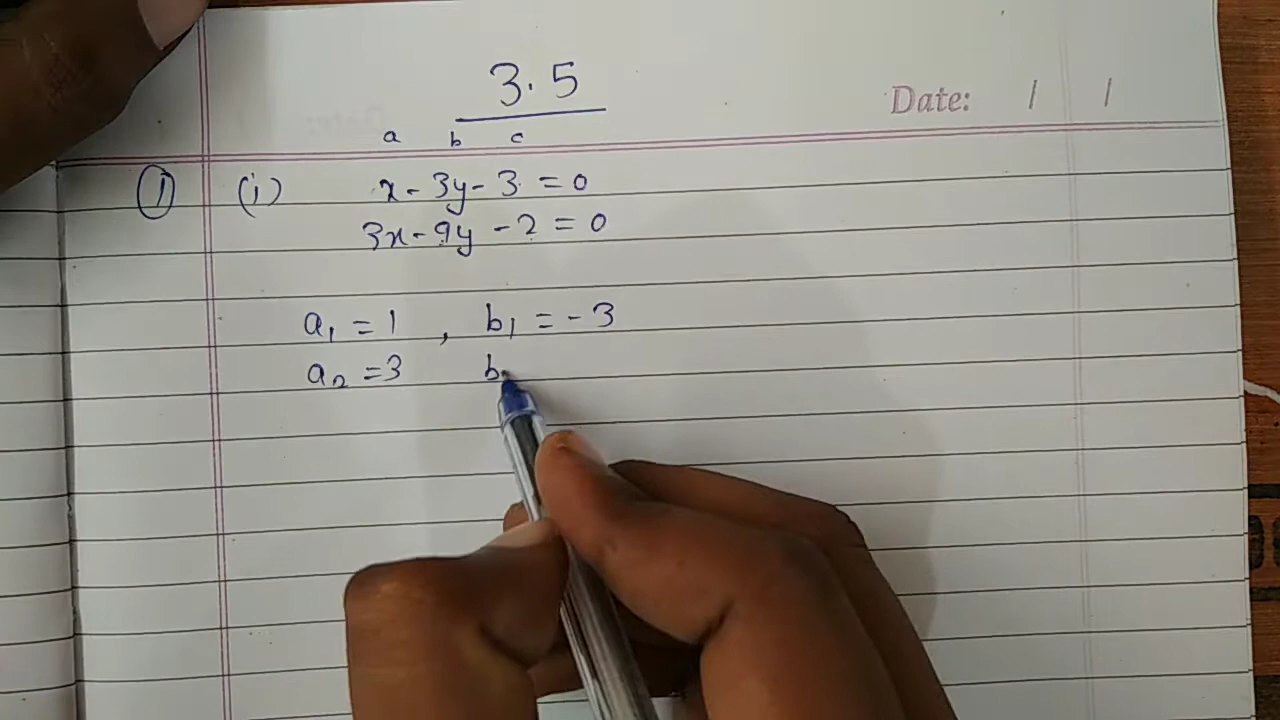 3.5
Date: / /
a b c
(1) (i) x - 3y - 3 = 0
3x - 9y - 2 = 0
a₁ = 1 , b₁ = -3
a₂ = 3 b